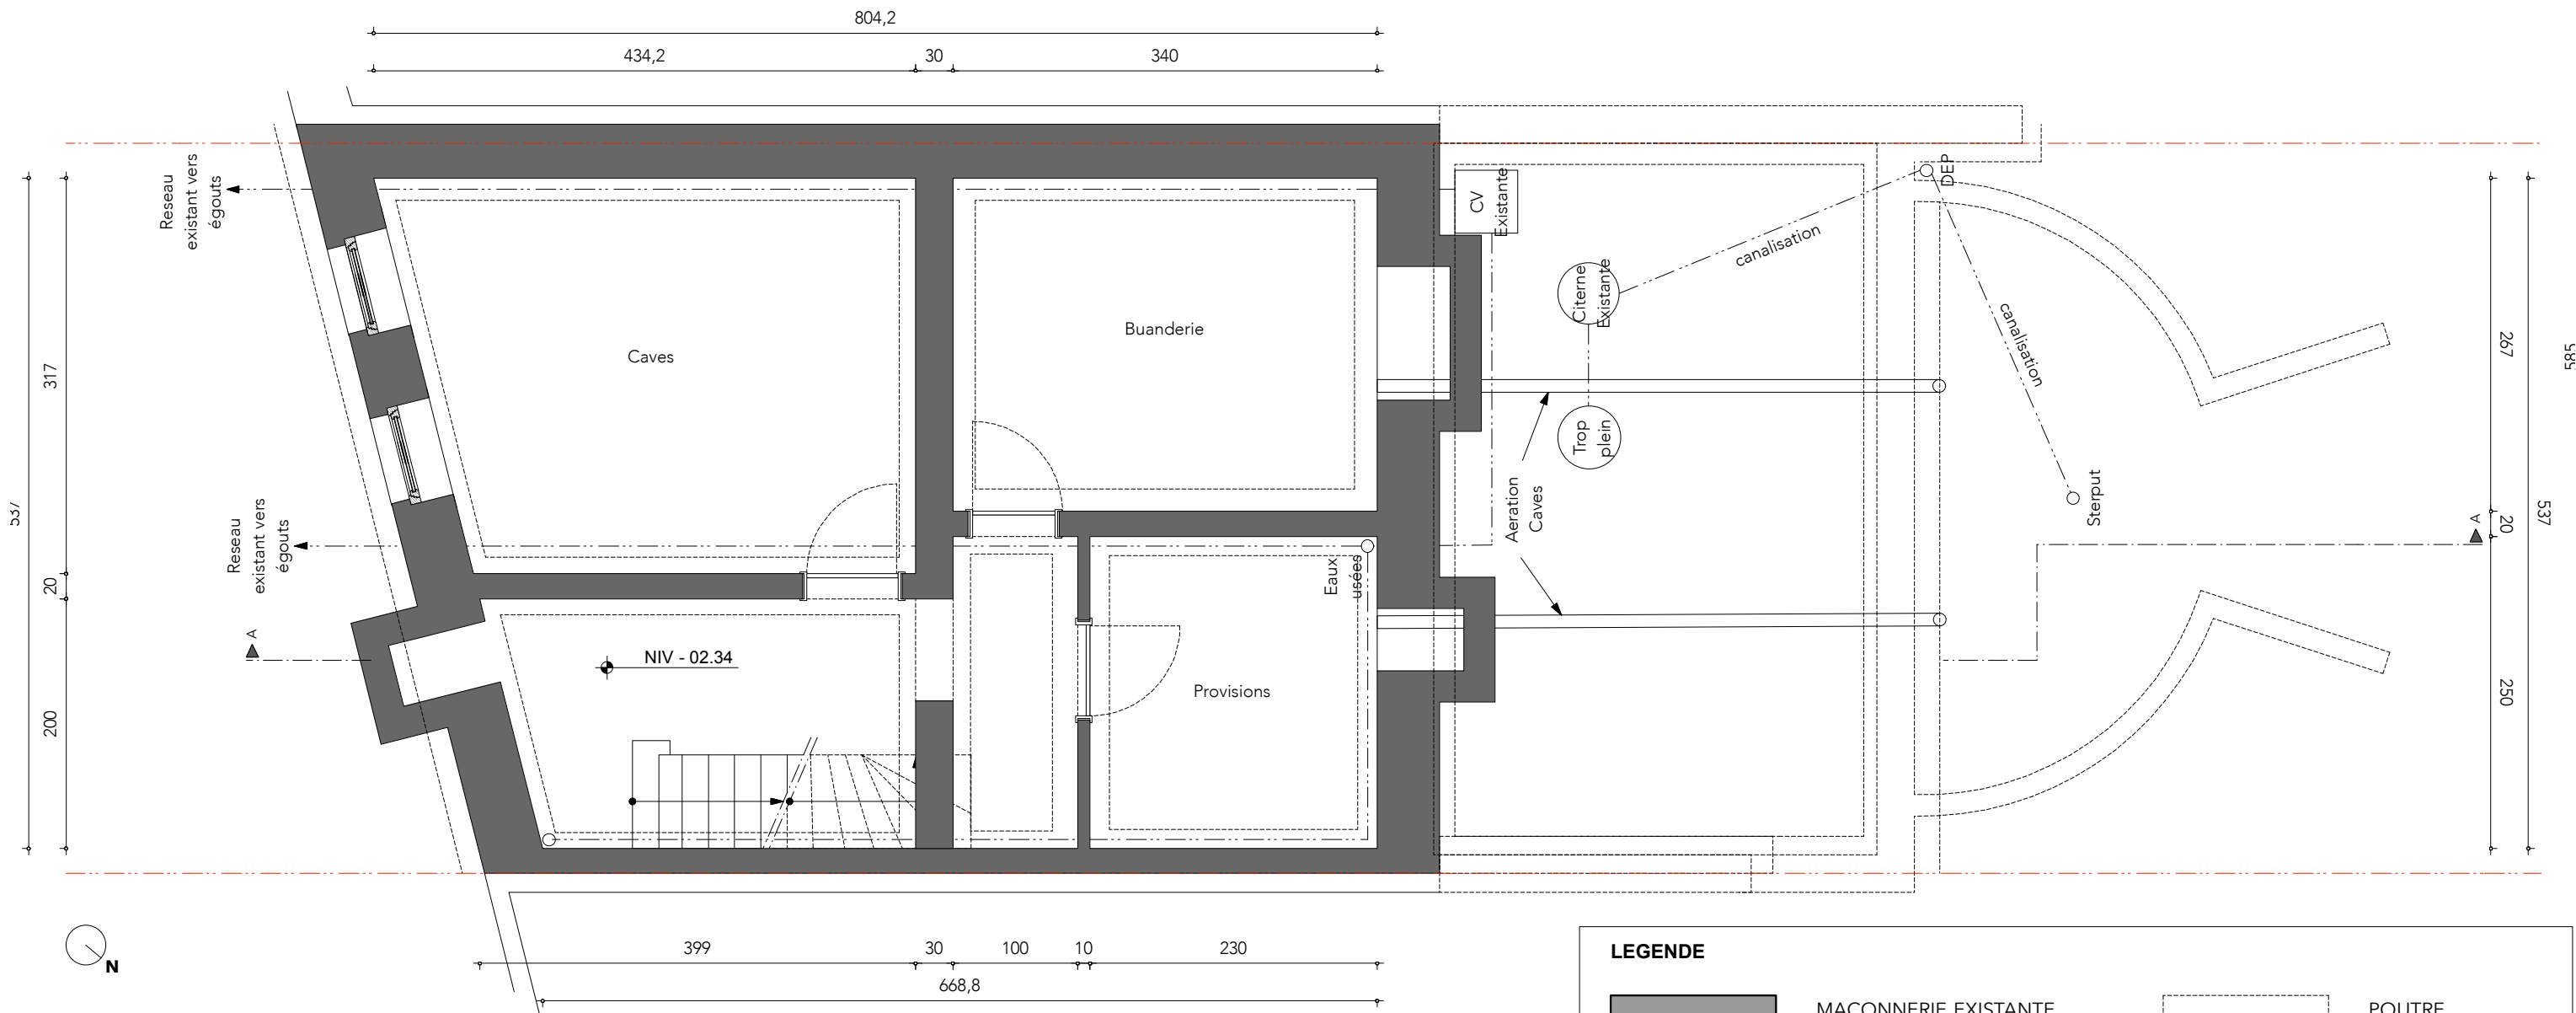 804,2
434,2
30
340
Reseau
existant vers
égouts
DEP
CV
Existante
canalisation
Citerne
Existante
canalisation
Caves
Buanderie
317
267
585
Trop
plein
Aeration
Caves
Sterput
A
20
537
Reseau
existant vers
égouts
Eaux
usées
537
20
A
NIV - 02.34
Provisions
250
200
N
399
30
100
10
230
668,8
LEGENDE
MACONNERIE EXISTANTE
POUTRE